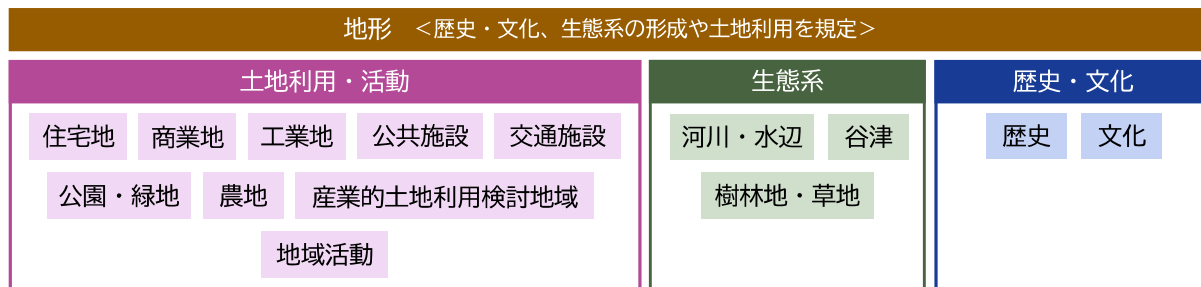 地形　＜歴史・文化、生態系の形成や土地利用を規定＞
土地利用・活動
住宅地　商業地　工業地　公共施設　交通施設
公園・緑地　農地　産業的土地利用検討地域
地域活動
生態系
河川・水辺　谷津
樹林地・草地
歴史・文化
歴史　文化